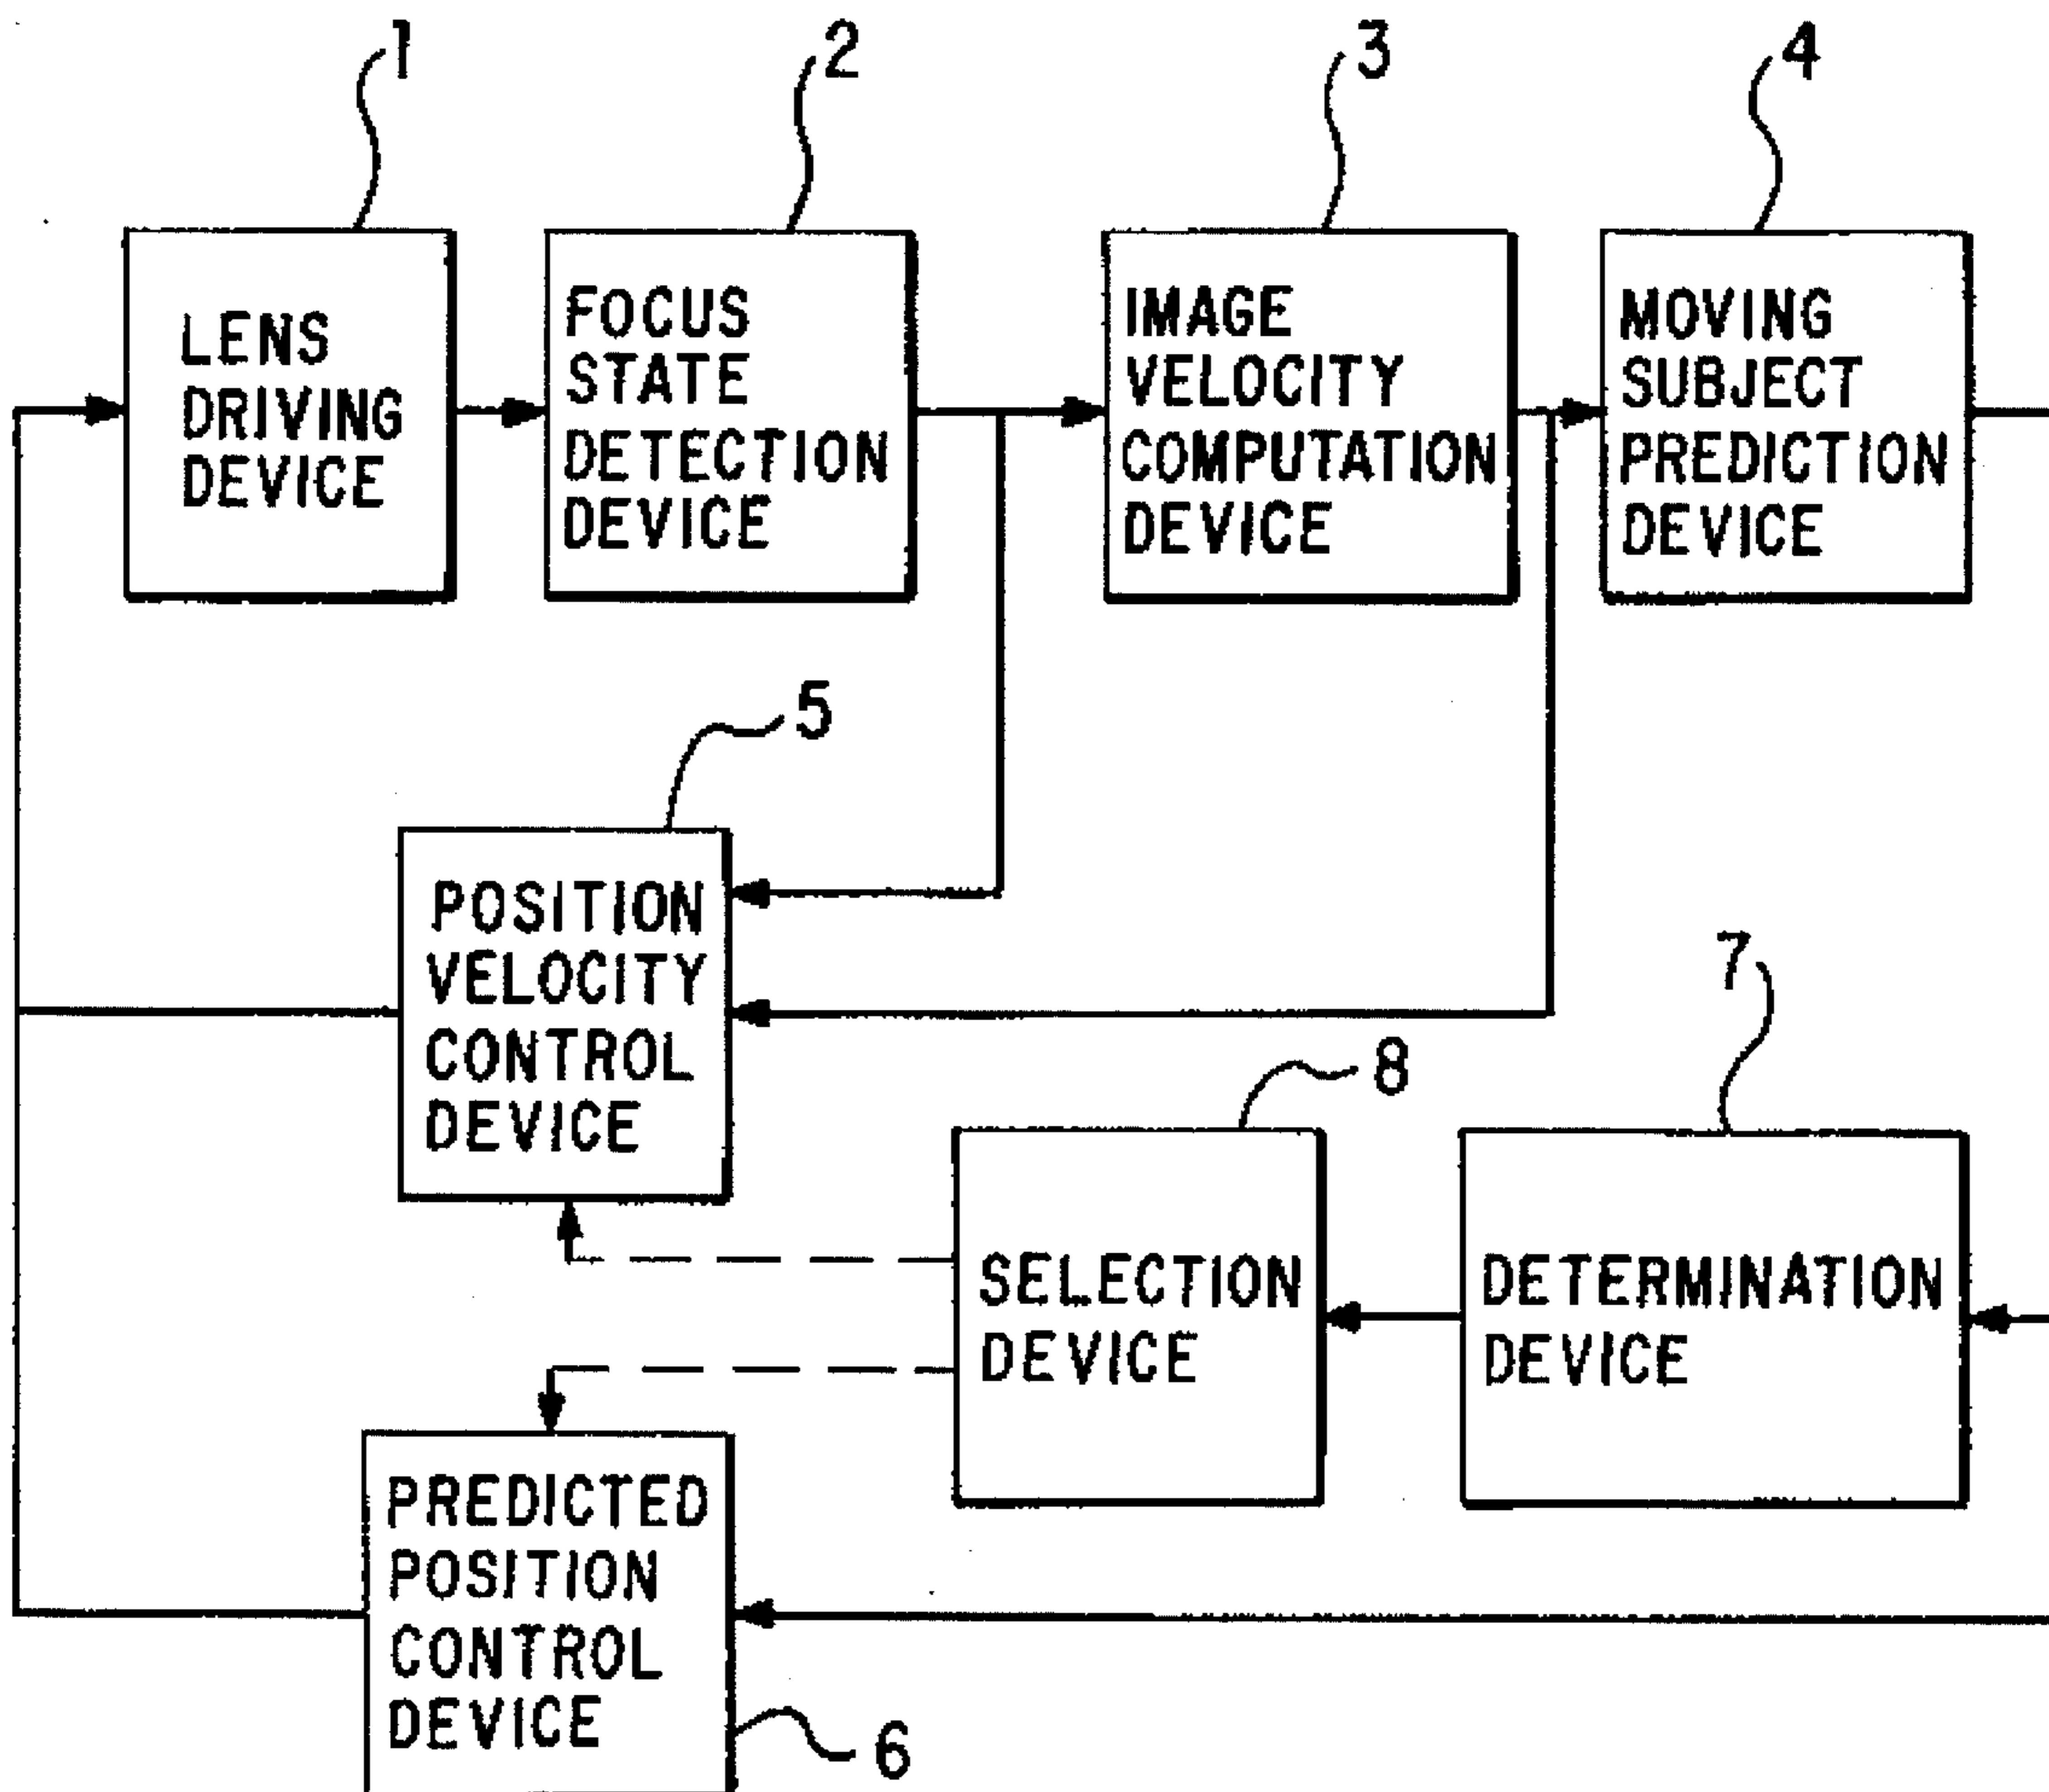 1
2
3
4
LENS
DRIVING
DEVICE
FOCUS
STATE
DETECTION
DEVICE
IMAGE
VELOCITY
COMPUTATION
DEVICE
MOVING
SUBJECT
PREDICTION
DEVICE
5
POSITION
VELOCITY
CONTROL
DEVICE
7
8
SELECTION
DEVICE
DETERMINATION
DEVICE
PREDICTED
POSITION
CONTROL
DEVICE
6